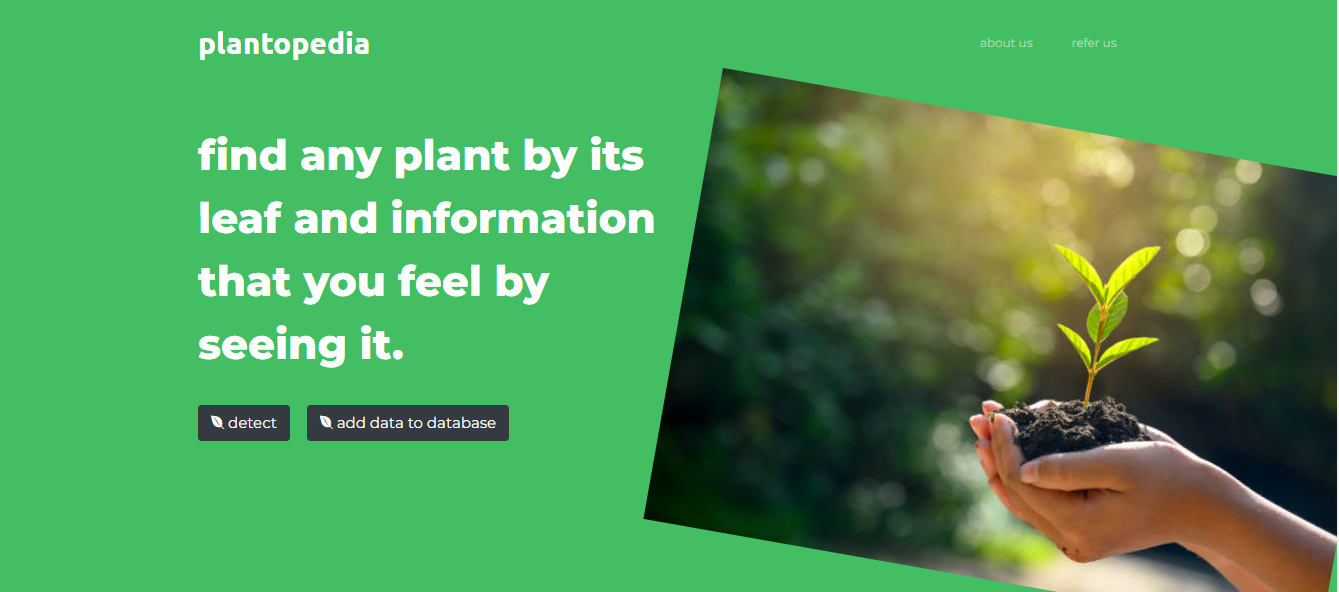 plantopedia
about us
refer us
find any plant by its
leaf and information
that you feel by
seeing it.
detect
add data to database